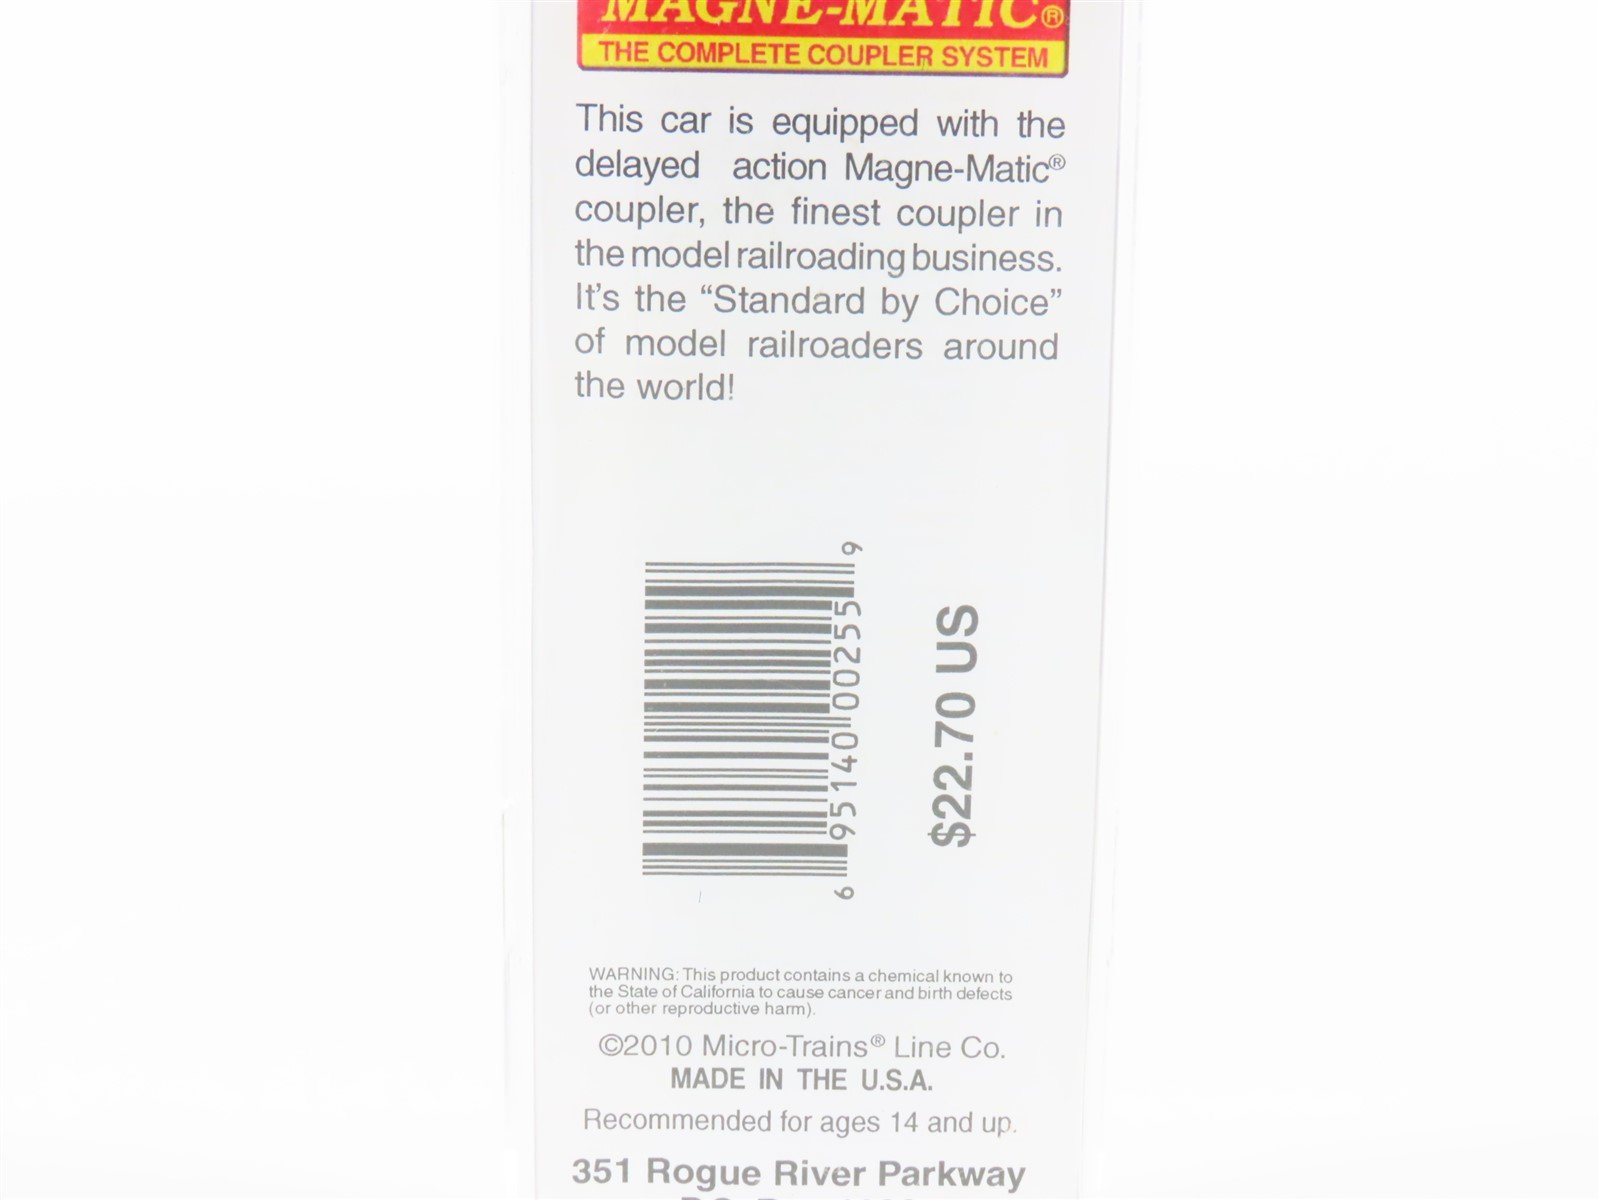 MAGNE-MATIC®
THE COMPLETE COUPLER SYSTEM
This car is equipped with the
delayed action Magne-Matic®
coupler, the finest coupler in
the model railroading business.
It's the “Standard by Choice”
of model railroaders around
the world!
6 95140 00255 9
$22.70 US
WARNING: This product contains a chemical known to
the State of California to cause cancer and birth defects
(or other reproductive harm).
©2010 Micro-Trains® Line Co.
MADE IN THE U.S.A.
Recommended for ages 14 and up.
351 Rogue River Parkway